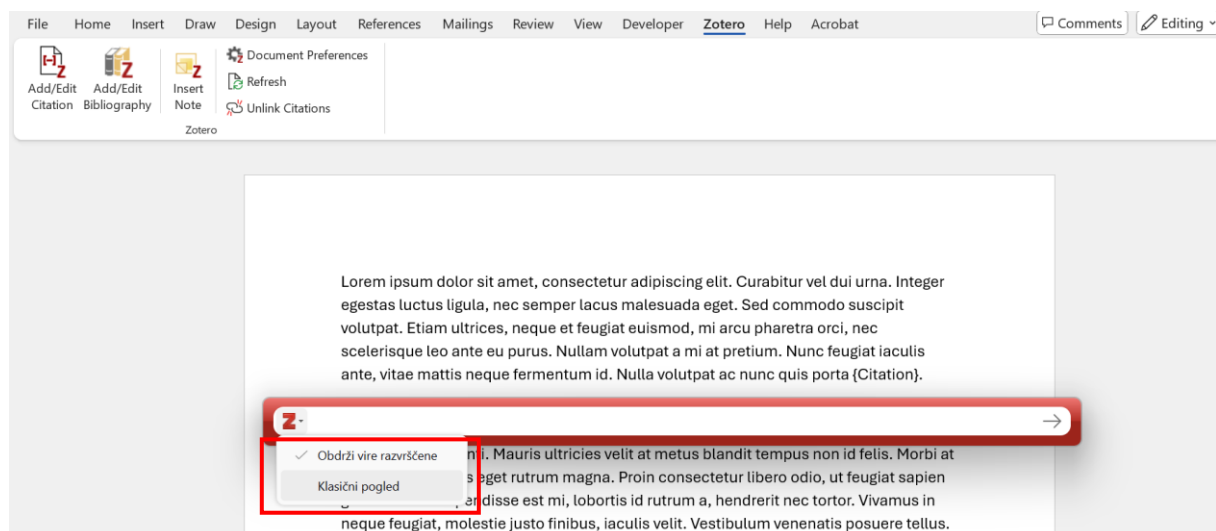 File Home Insert Draw Design Layout References Mailings Review View Developer Zotero Help Acrobat Comments Editing
Add/Edit Citation
Add/Edit Bibliography
Insert Note
Document Preferences
Refresh
Unlink Citations
Zotero
Lorem ipsum dolor sit amet, consectetur adipiscing elit. Curabitur vel dui urna. Integer
egestas luctus ligula, nec semper lacus malesuada eget. Sed commodo suscipit
volutpat. Etiam ultrices, neque et feugiat euismod, mi arcu pharetra orci, nec
scelerisque leo ante eu purus. Nullam volutpat a mi at pretium. Nunc feugiat iaculis
ante, vitae mattis neque fermentum id. Nulla volutpat ac nunc quis porta {Citation}.
Z
Obdrži vire razvrščene
Klasični pogled
Mauris ultricies velit at metus blandit tempus non id felis. Morbi at
eget rutrum magna. Proin consectetur libero odio, ut feugiat sapien
est mi, lobortis id rutrum a, hendrerit nec tortor. Vivamus in
neque feugiat, molestie justo finibus, iaculis velit. Vestibulum venenatis posuere tellus.